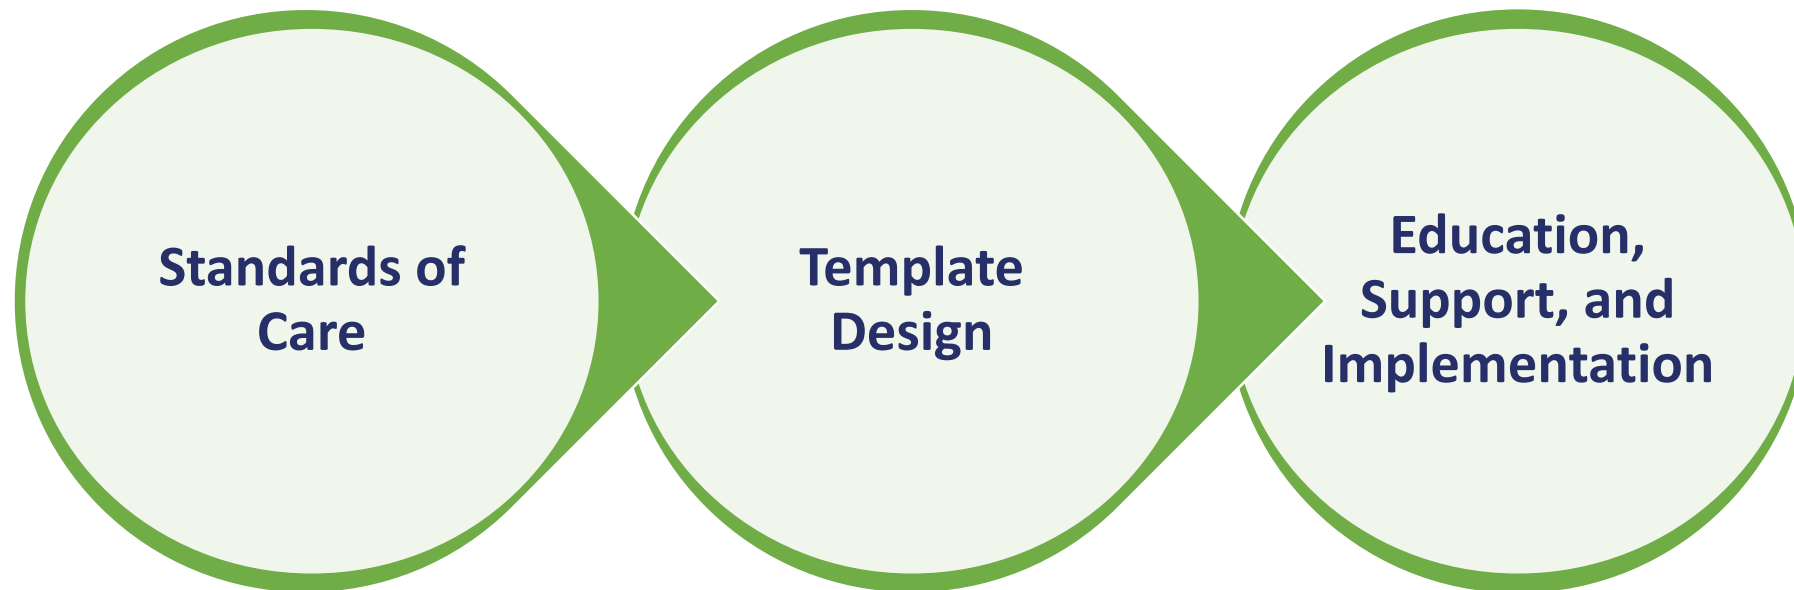 Standards of
Care
Template
Design
Education,
Support, and
Implementation